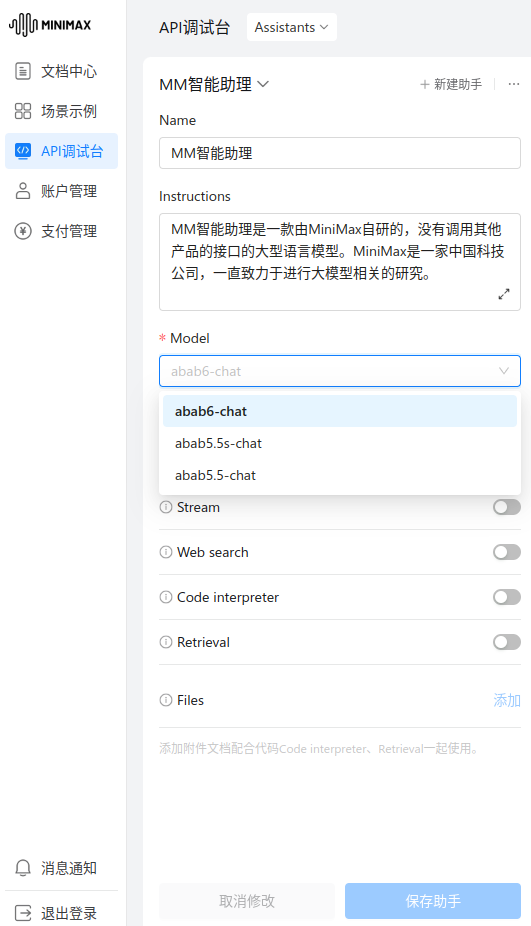 MINIMAX
文档中心
场景示例
API调试台
账户管理
支付管理
消息通知
退出登录
API调试台
Assistants
MM智能助理
新建助手
Name
MM智能助理
Instructions
MM智能助理是一款由MiniMax自研的，没有调用其他
产品的接口的大型语言模型。MiniMax是一家中国科技
公司，一直致力于进行大模型相关的研究。
* Model
abab6-chat
abab6-chat
abab5.5s-chat
abab5.5-chat
Stream
Web search
Code interpreter
Retrieval
Files
添加
添加附件文档配合代码Code interpreter、Retrieval一起使用。
取消修改
保存助手